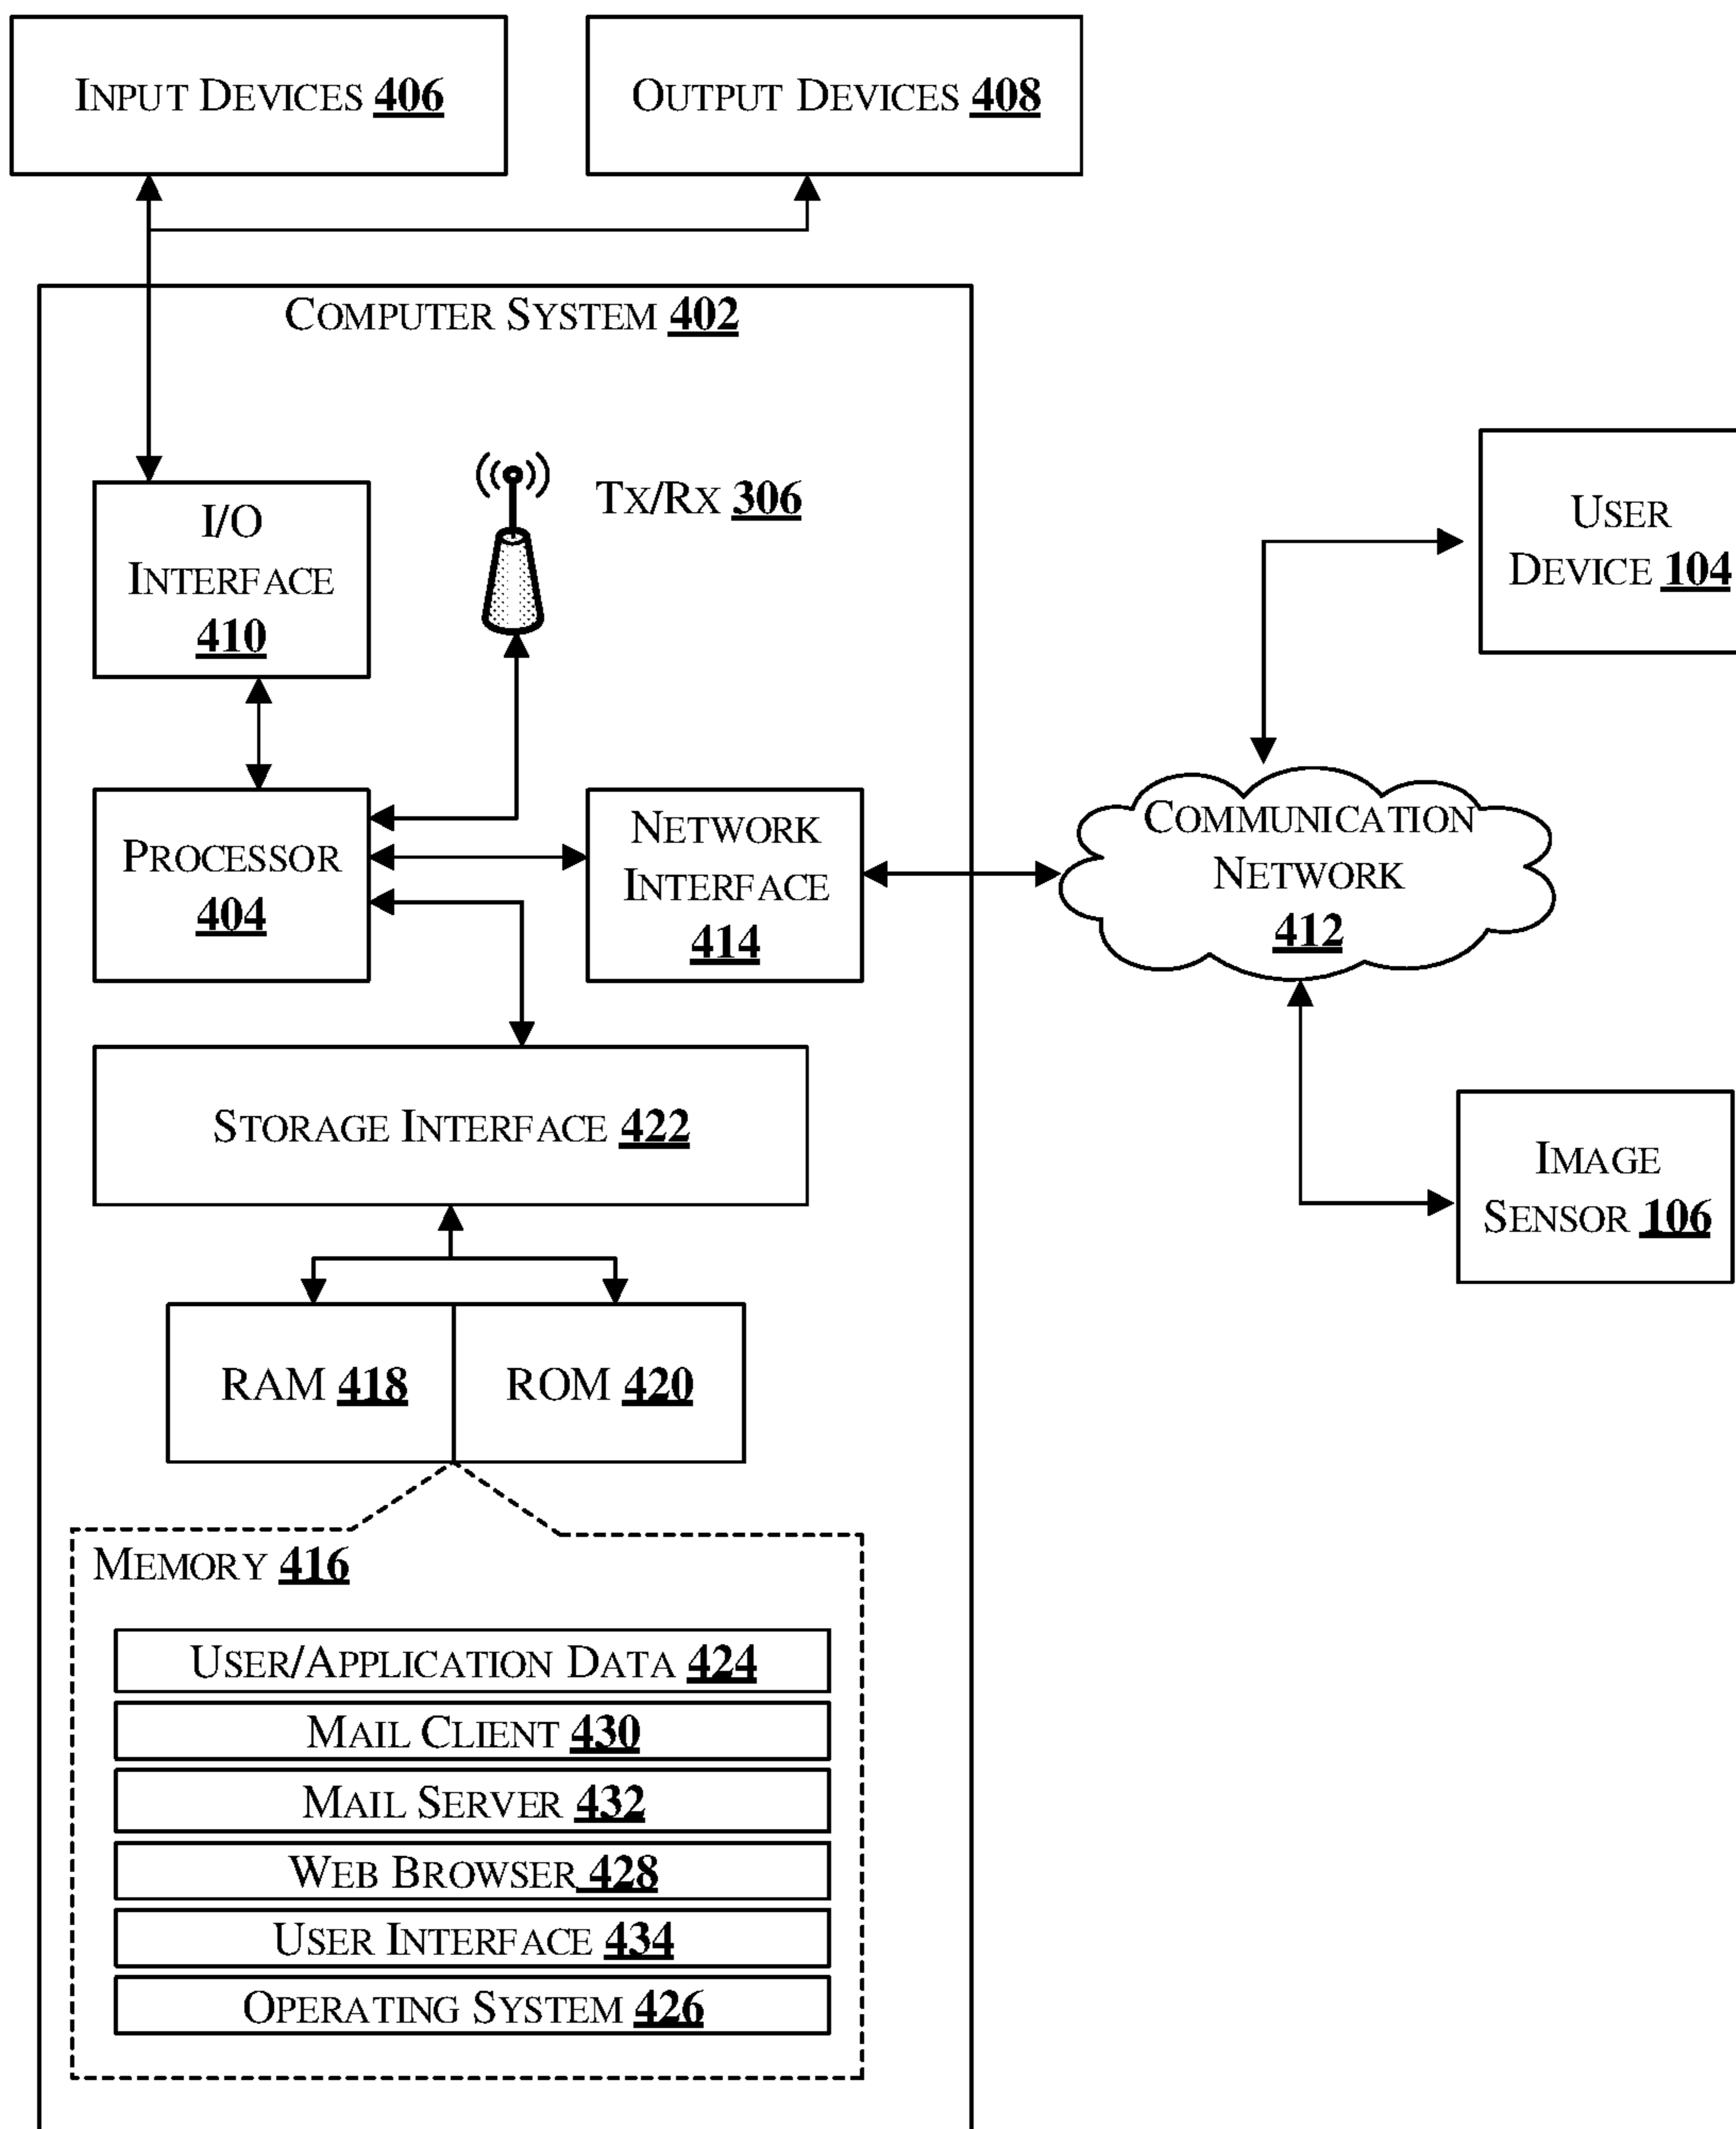 INPUT DEVICES 406
OUTPUT DEVICES 408
COMPUTER SYSTEM 402
I/O
INTERFACE
410
TX/RX 306
USER
DEVICE 104
PROCESSOR
404
NETWORK
INTERFACE
414
COMMUNICATION
NETWORK
412
STORAGE INTERFACE 422
IMAGE
SENSOR 106
RAM 418
ROM 420
MEMORY 416
USER/APPLICATION DATA 424
MAIL CLIENT 430
MAIL SERVER 432
WEB BROWSER 428
USER INTERFACE 434
OPERATING SYSTEM 426